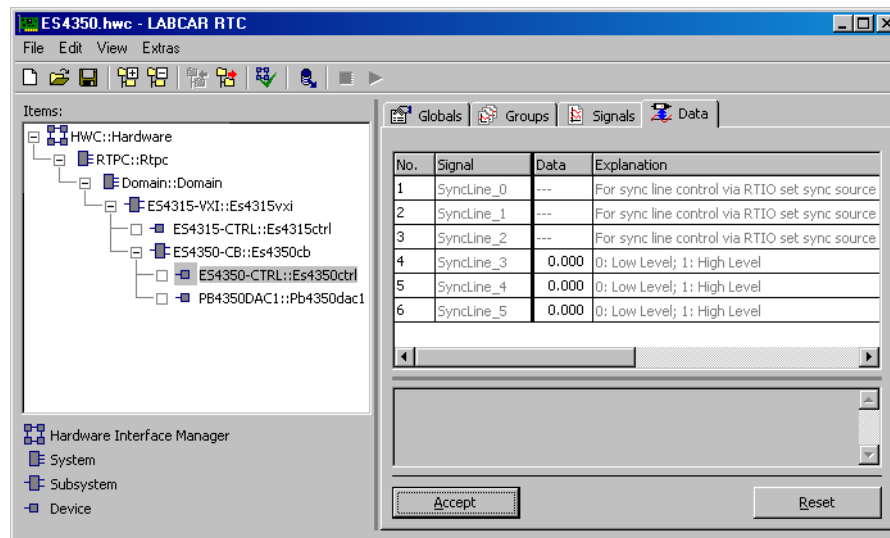 ES4350.hwc - LABCAR RTC
File Edit View Extras
Items:
HWC::Hardware
RTPC::Rtpc
Domain::Domain
ES4315-VXI::Es4315vxi
ES4315-CTRL::Es4315ctrl
ES4350-CB::Es4350cb
ES4350-CTRL::Es4350ctrl
PB4350DAC1::Pb4350dac1
Hardware Interface Manager
System
Subsystem
Device
Globals Groups Signals Data
No. Signal Data Explanation
1 SyncLine_0 --- For sync line control via RTIO set sync source
2 SyncLine_1 --- For sync line control via RTIO set sync source
3 SyncLine_2 --- For sync line control via RTIO set sync source
4 SyncLine_3 0.000 0: Low Level; 1: High Level
5 SyncLine_4 0.000 0: Low Level; 1: High Level
6 SyncLine_5 0.000 0: Low Level; 1: High Level
Accept Reset